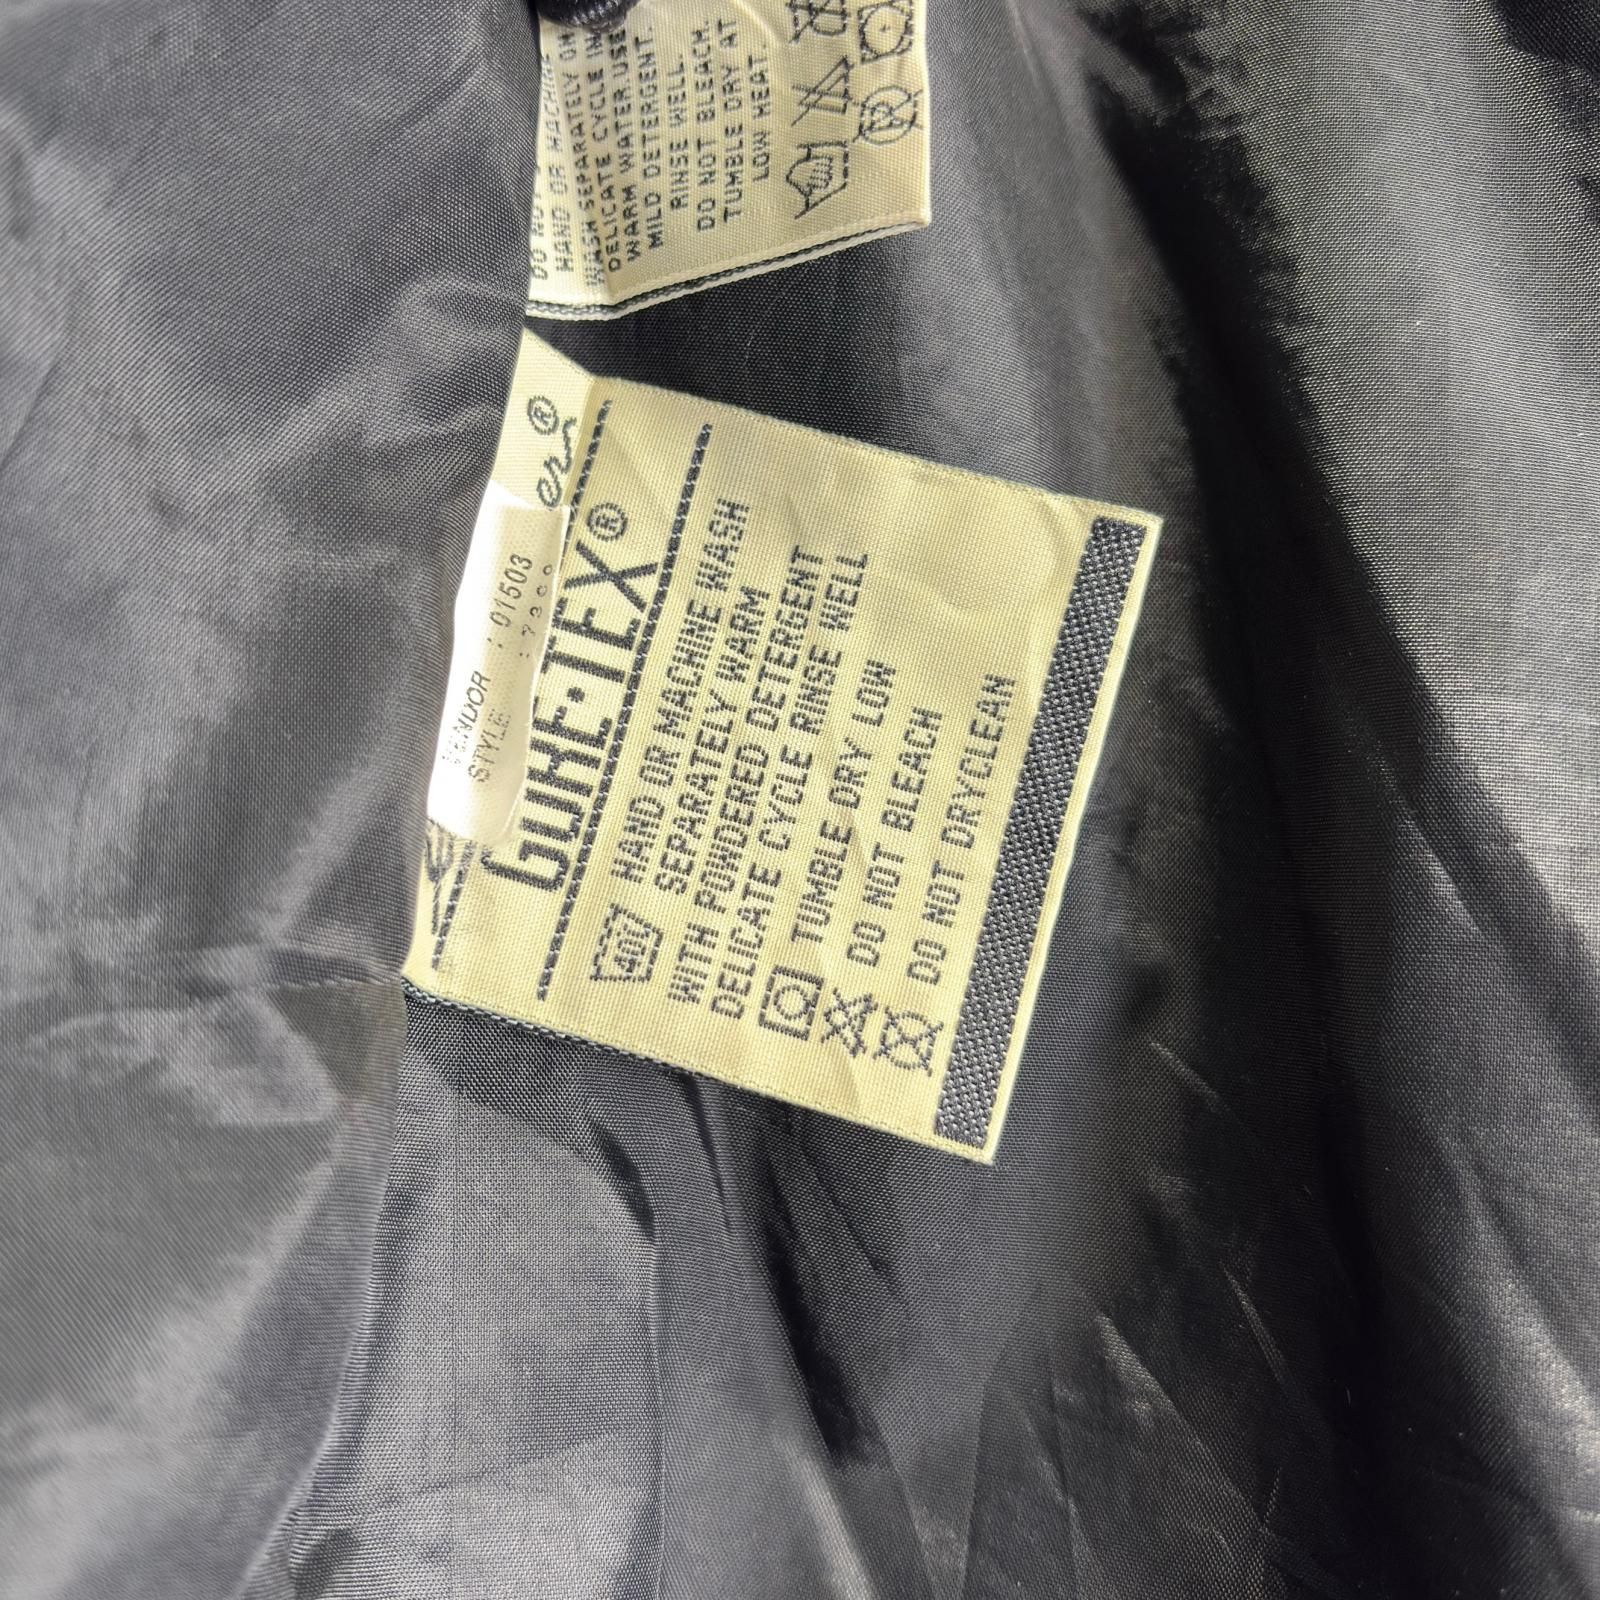 HAND OR MACHINE
WASH SEPARATELY ON
DELICATE CYCLE IN
WARM WATER USE
MILD DETERGENT.
RINSE WELL.
DO NOT BLEACH.
TUMBLE DRY AT
LOW HEAT.
er®
VENDOR : 01503
STYLE :
GORE-TEX®
40°
HAND OR MACHINE WASH
SEPARATELY WARM
WITH POWDERED DETERGENT
DELICATE CYCLE RINSE WELL
TUMBLE DRY LOW
DO NOT BLEACH
DO NOT DRYCLEAN